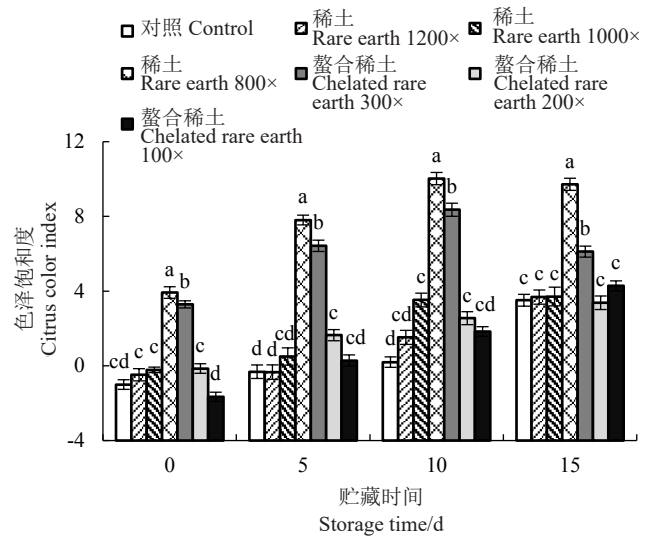 对照 Control
稀土
Rare earth 1200×
稀土
Rare earth 1000×
稀土
Rare earth 800×
螯合稀土
Chelated rare
earth 300×
螯合稀土
Chelated rare
earth 200×
螯合稀土
Chelated rare earth
100×
色泽饱和度
Citrus color index
12
8
4
0
-4
cd c c a b c d
d d cd a b c cd
d cd c a b c cd
c c c a b c c
0 5 10 15
贮藏时间
Storage time/d